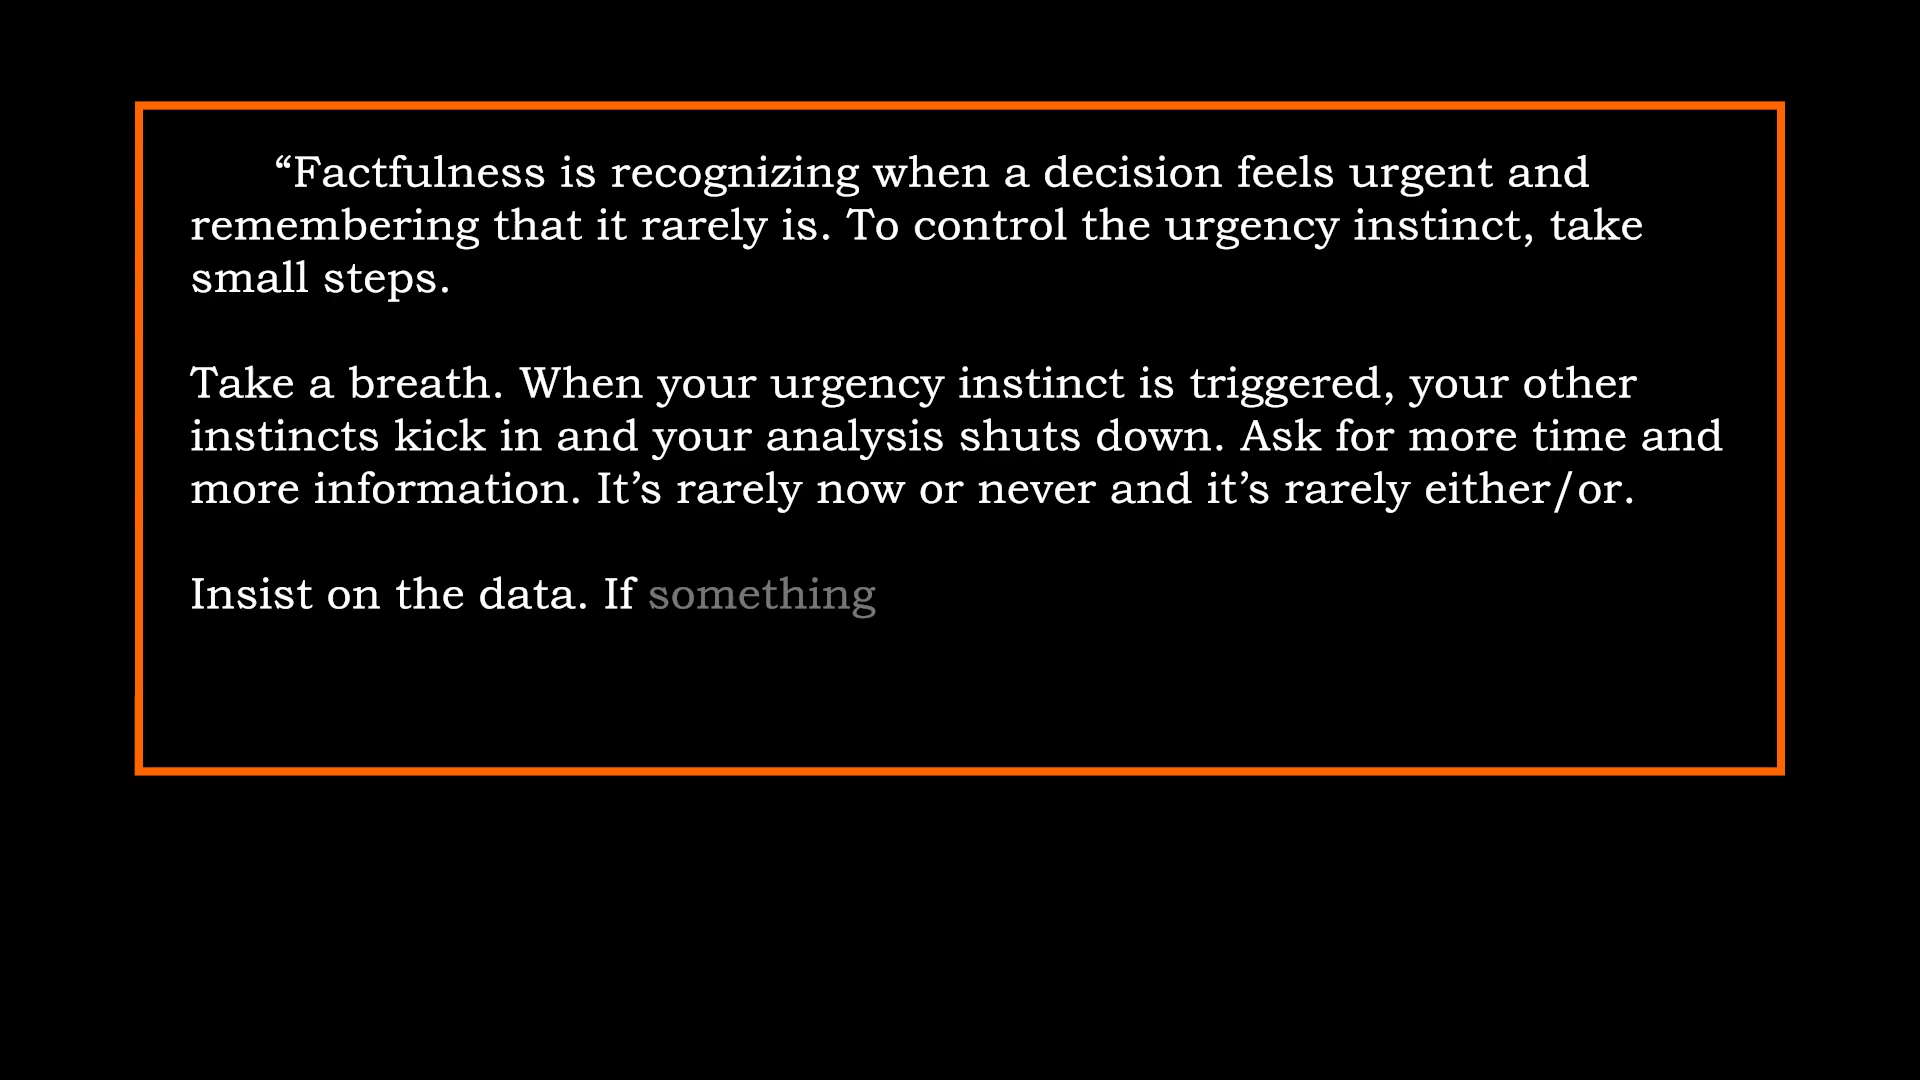 “Factfulness is recognizing when a decision feels urgent and
remembering that it rarely is. To control the urgency instinct, take
small steps.
Take a breath. When your urgency instinct is triggered, your other
instincts kick in and your analysis shuts down. Ask for more time and
more information. It’s rarely now or never and it’s rarely either/or.
Insist on the data. If something